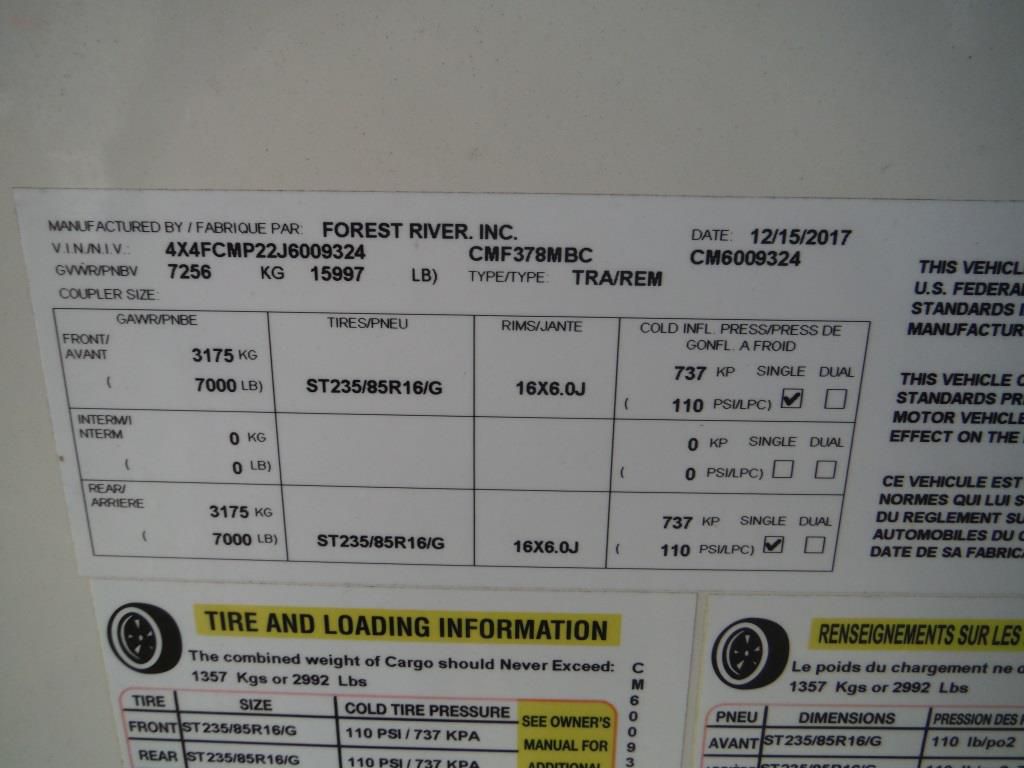 MANUFACTURED BY / FABRIQUE PAR: FOREST RIVER. INC. DATE: 12/15/2017
V.I.N/N.I.V.: 4X4FCMP22J6009324 CMF378MBC CM6009324
GVWR/PNBV 7256 KG 15997 LB) TYPE/TYPE: TRA/REM
COUPLER SIZE:
GAWR/PNBE TIRES/PNEU RIMS/JANTE COLD INFL. PRESS/PRESS DE
GONFL. A FROID
FRONT/
AVANT 3175 KG 737 KP SINGLE DUAL
( 7000 LB) ST235/85R16/G 16X6.0J ( 110 PSI/LPC)
INTERM/I
NTERM 0 KG 0 KP SINGLE DUAL
( 0 LB) ( 0 PSI/LPC)
REAR/
ARRIERE 3175 KG 737 KP SINGLE DUAL
( 7000 LB) ST235/85R16/G 16X6.0J ( 110 PSI/LPC)
THIS VEHICL
U.S. FEDERA
STANDARDS I
MANUFACTUR
THIS VEHICLE C
STANDARDS PRE
MOTOR VEHICLE
EFFECT ON THE
CE VEHICULE EST
NORMES QUI LUI S
DU REGLEMENT SU
AUTOMOBILES DU C
DATE DE SA FABRICA
TIRE AND LOADING INFORMATION
The combined weight of Cargo should Never Exceed:
1357 Kgs or 2992 Lbs
TIRE SIZE COLD TIRE PRESSURE SEE OWNER'S
FRONT ST235/85R16/G 110 PSI / 737 KPA MANUAL FOR
REAR ST235/85R16/G 110 PSI / 737 KPA ADDITIONAL
CM60093
RENSEIGNEMENTS SUR LES
Le poids du chargement ne d
1357 Kgs or 2992 Lbs
PNEU DIMENSIONS PRESSION DES
AVANT ST235/85R16/G 110 lb/po2
ST235/85R16/G